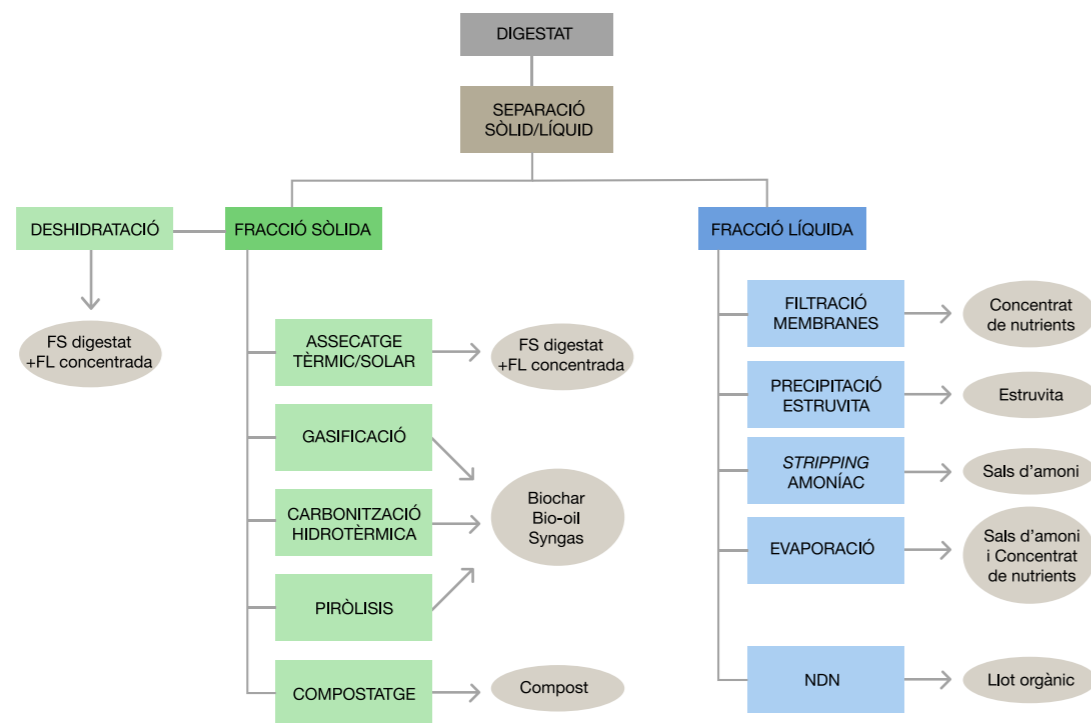 DIGESTAT
SEPARACIÓ
SÒLID/LÍQUID
DESHIDRATACIÓ
FRACCIÓ SÒLIDA
FRACCIÓ LÍQUIDA
FS digestat
+FL concentrada
ASSECATGE
TÈRMIC/SOLAR
FS digestat
+FL concentrada
GASIFICACIÓ
CARBONITZACIÓ
HIDROTÈRMICA
PIRÒLISIS
Biochar
Bio-oil
Syngas
COMPOSTATGE
Compost
FILTRACIÓ
MEMBRANES
Concentrat
de nutrients
PRECIPITACIÓ
ESTRUVITA
Estruvita
STRIPPING
AMONÍAC
Sals d’amoni
EVAPORACIÓ
Sals d’amoni
i Concentrat
de nutrients
NDN
Llot orgànic